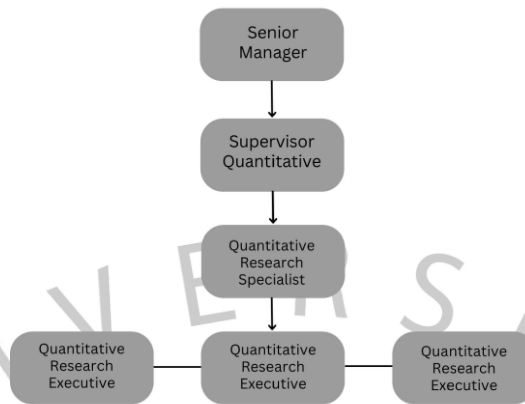 Senior
Manager
Supervisor
Quantitative
Quantitative
Research
Specialist
Quantitative
Research
Executive
Quantitative
Research
Executive
Quantitative
Research
Executive